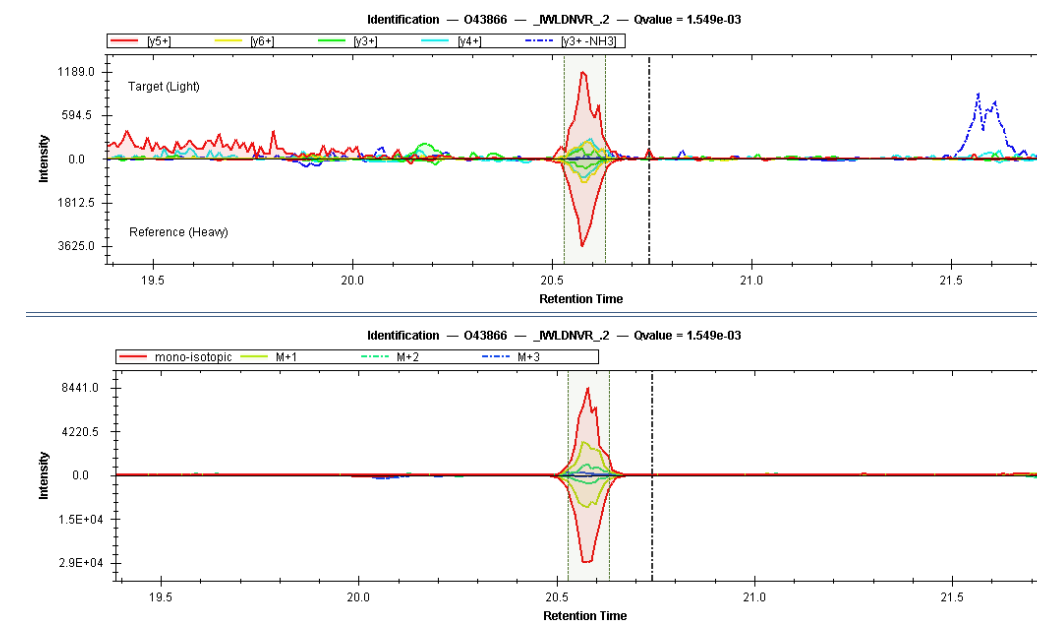 Identification — O43866 — _IWLDNVR_.2 — Qvalue = 1.549e-03
[y5+] [y6+] [y3+] [y4+] [y3+ -NH3]
1189.0
Target (Light)
594.5
0.0
1812.5
Reference (Heavy)
3625.0
Intensity
19.5 20.0 20.5 21.0 21.5
Retention Time
Identification — O43866 — _IWLDNVR_.2 — Qvalue = 1.549e-03
mono-isotopic M+1 M+2 M+3
8441.0
4220.5
0.0
1.5E+04
2.9E+04
Intensity
19.5 20.0 20.5 21.0 21.5
Retention Time